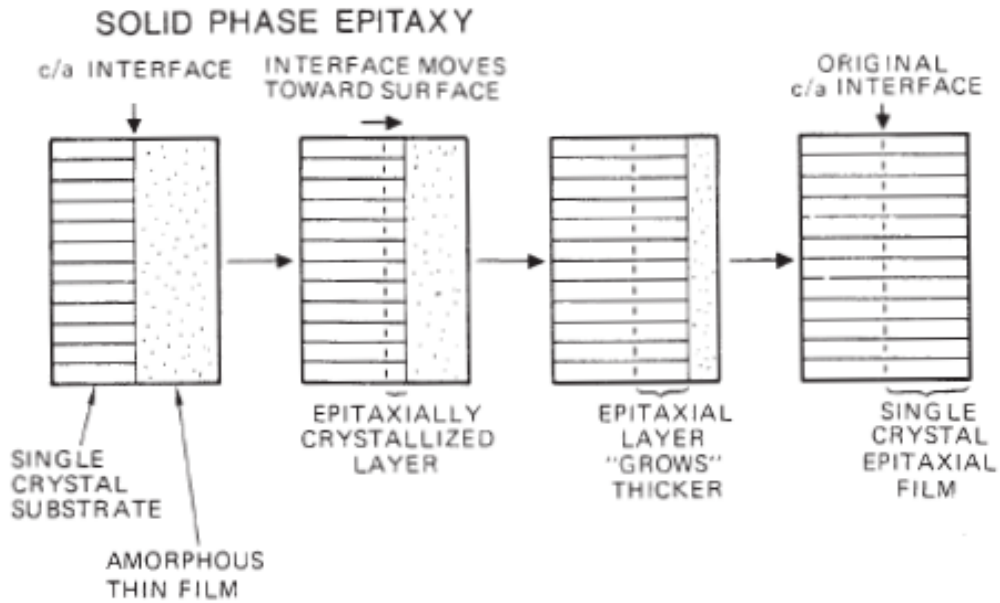 SOLID PHASE EPITAXY
c/a INTERFACE
INTERFACE MOVES
TOWARD SURFACE
ORIGINAL
c/a INTERFACE
SINGLE
CRYSTAL
SUBSTRATE
AMORPHOUS
THIN FILM
EPITAXIALLY
CRYSTALLIZED
LAYER
EPITAXIAL
LAYER
"GROWS"
THICKER
SINGLE
CRYSTAL
EPITAXIAL
FILM